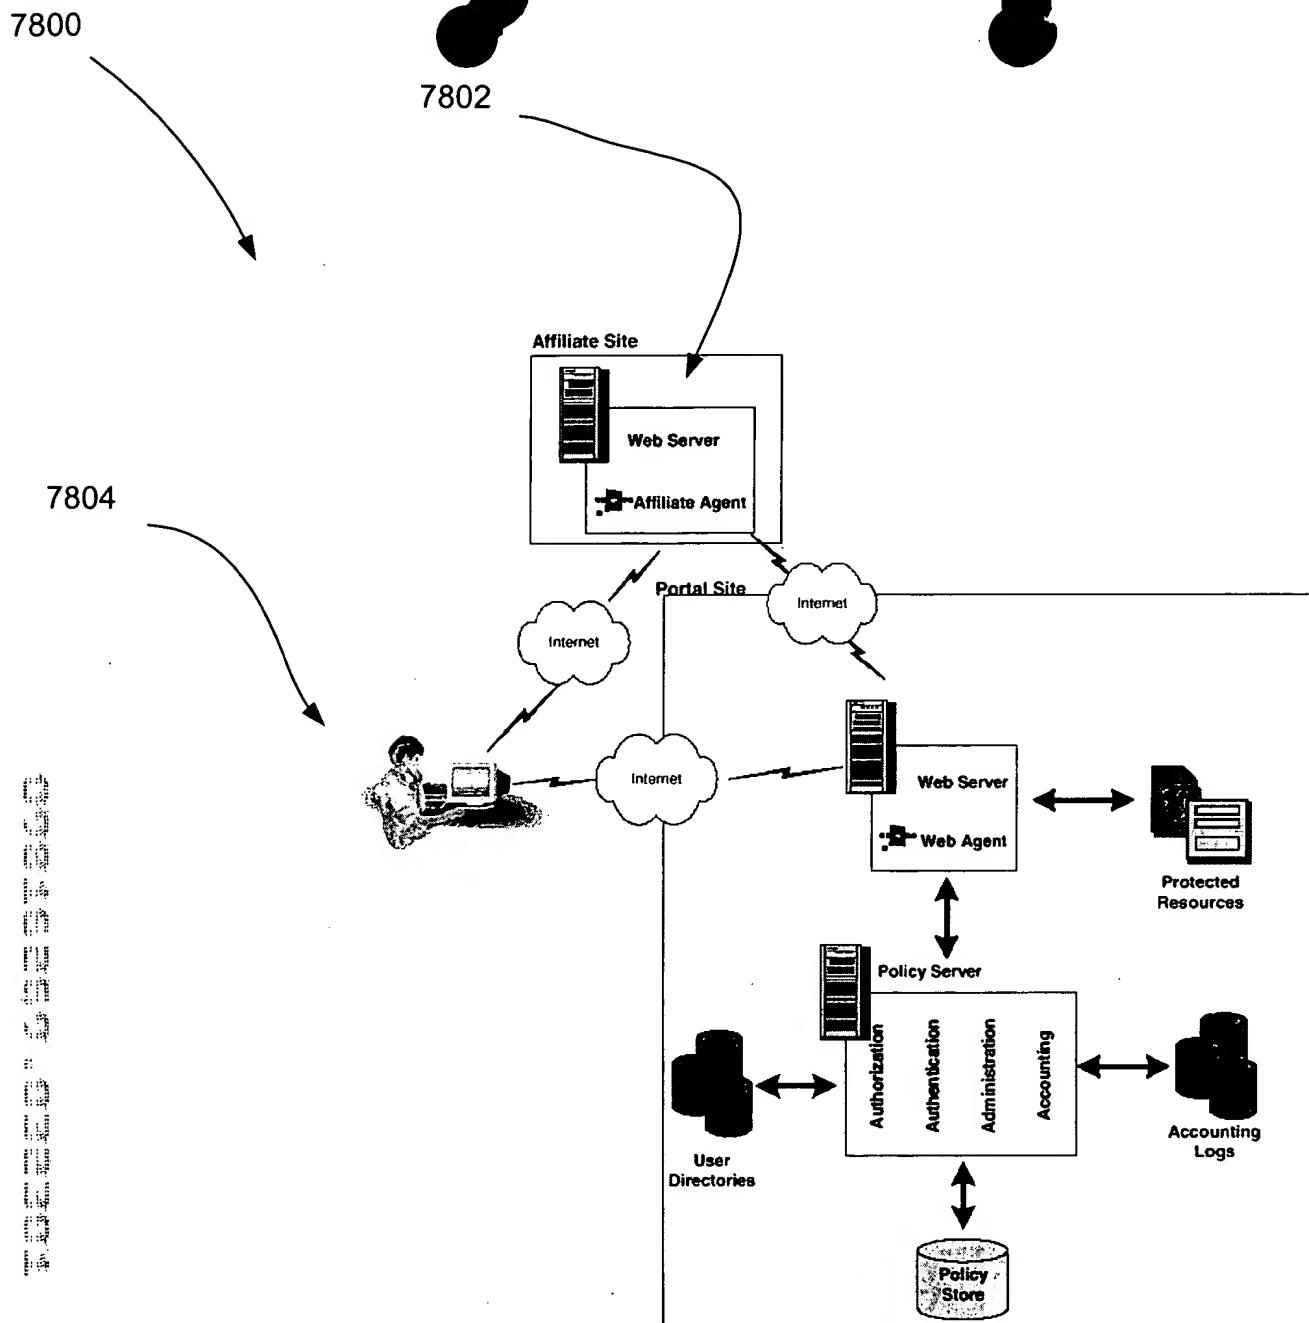 7800
7802
Affiliate Site
Web Server
Affiliate Agent
7804
Portal Site
Internet
Internet
Internet
Web Server
Web Agent
Protected
Resources
Policy Server
Authorization
Authentication
Administration
Accounting
User
Directories
Accounting
Logs
Policy
Store